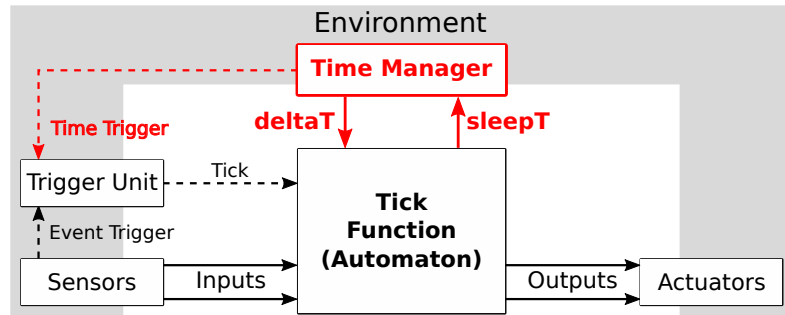 Environment
Time Manager
deltaT
sleepT
Time Trigger
Trigger Unit
Tick
Tick
Function
(Automaton)
Event Trigger
Sensors
Inputs
Outputs
Actuators